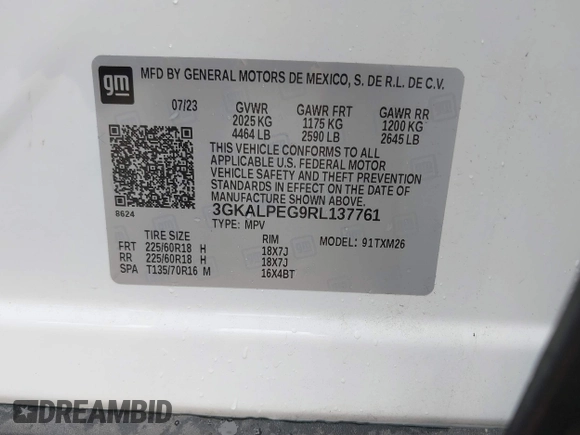 gm
MFD BY GENERAL MOTORS DE MEXICO, S. DE R.L. DE C.V.
07/23 GVWR GAWR FRT GAWR RR
2025 KG 1175 KG 1200 KG
4464 LB 2590 LB 2645 LB
THIS VEHICLE CONFORMS TO ALL
APPLICABLE U.S. FEDERAL MOTOR
VEHICLE SAFETY AND THEFT PREVENTION
STANDARDS IN EFFECT ON THE DATE OF
MANUFACTURE SHOWN ABOVE.
8624 3GKALPEG9RL137761
TYPE: MPV
TIRE SIZE RIM MODEL: 91TXM26
FRT 225/60R18 H 18X7J
RR 225/60R18 H 18X7J
SPA T135/70R16 M 16X4BT
DREAMBID